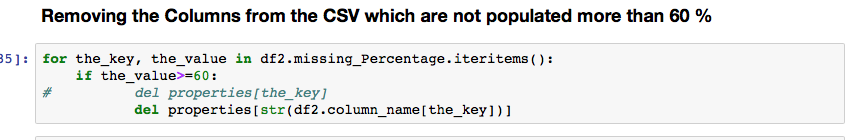 Removing the Columns from the CSV which are not populated more than 60 %
35]: for the_key, the_value in df2.missing_Percentage.iteritems():
if the_value>=60:
# del properties[the_key]
del properties[str(df2.column_name[the_key])]